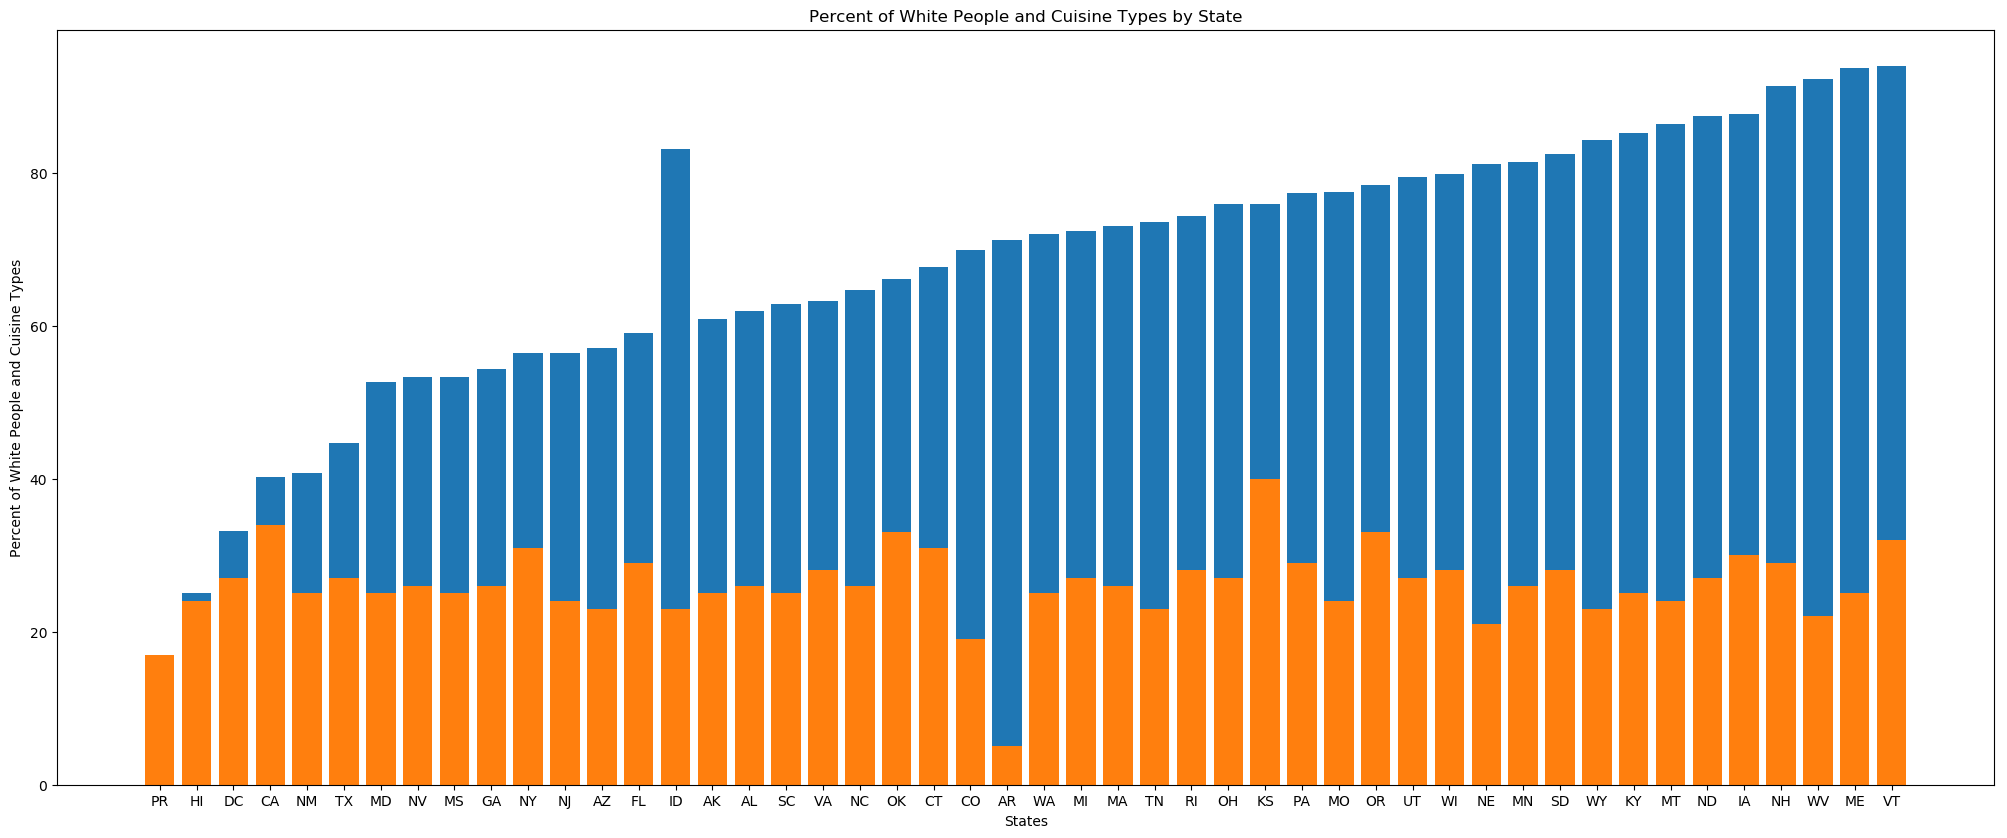 Percent of White People and Cuisine Types by State
Percent of White People and Cuisine Types
80
60
40
20
0
PR HI DC CA NM TX MD NV MS GA NY NJ AZ FL ID AK AL SC VA NC OK CT CO AR WA MI MA TN RI OH KS PA MO OR UT WI NE MN SD WY KY MT ND IA NH WV ME VT
States